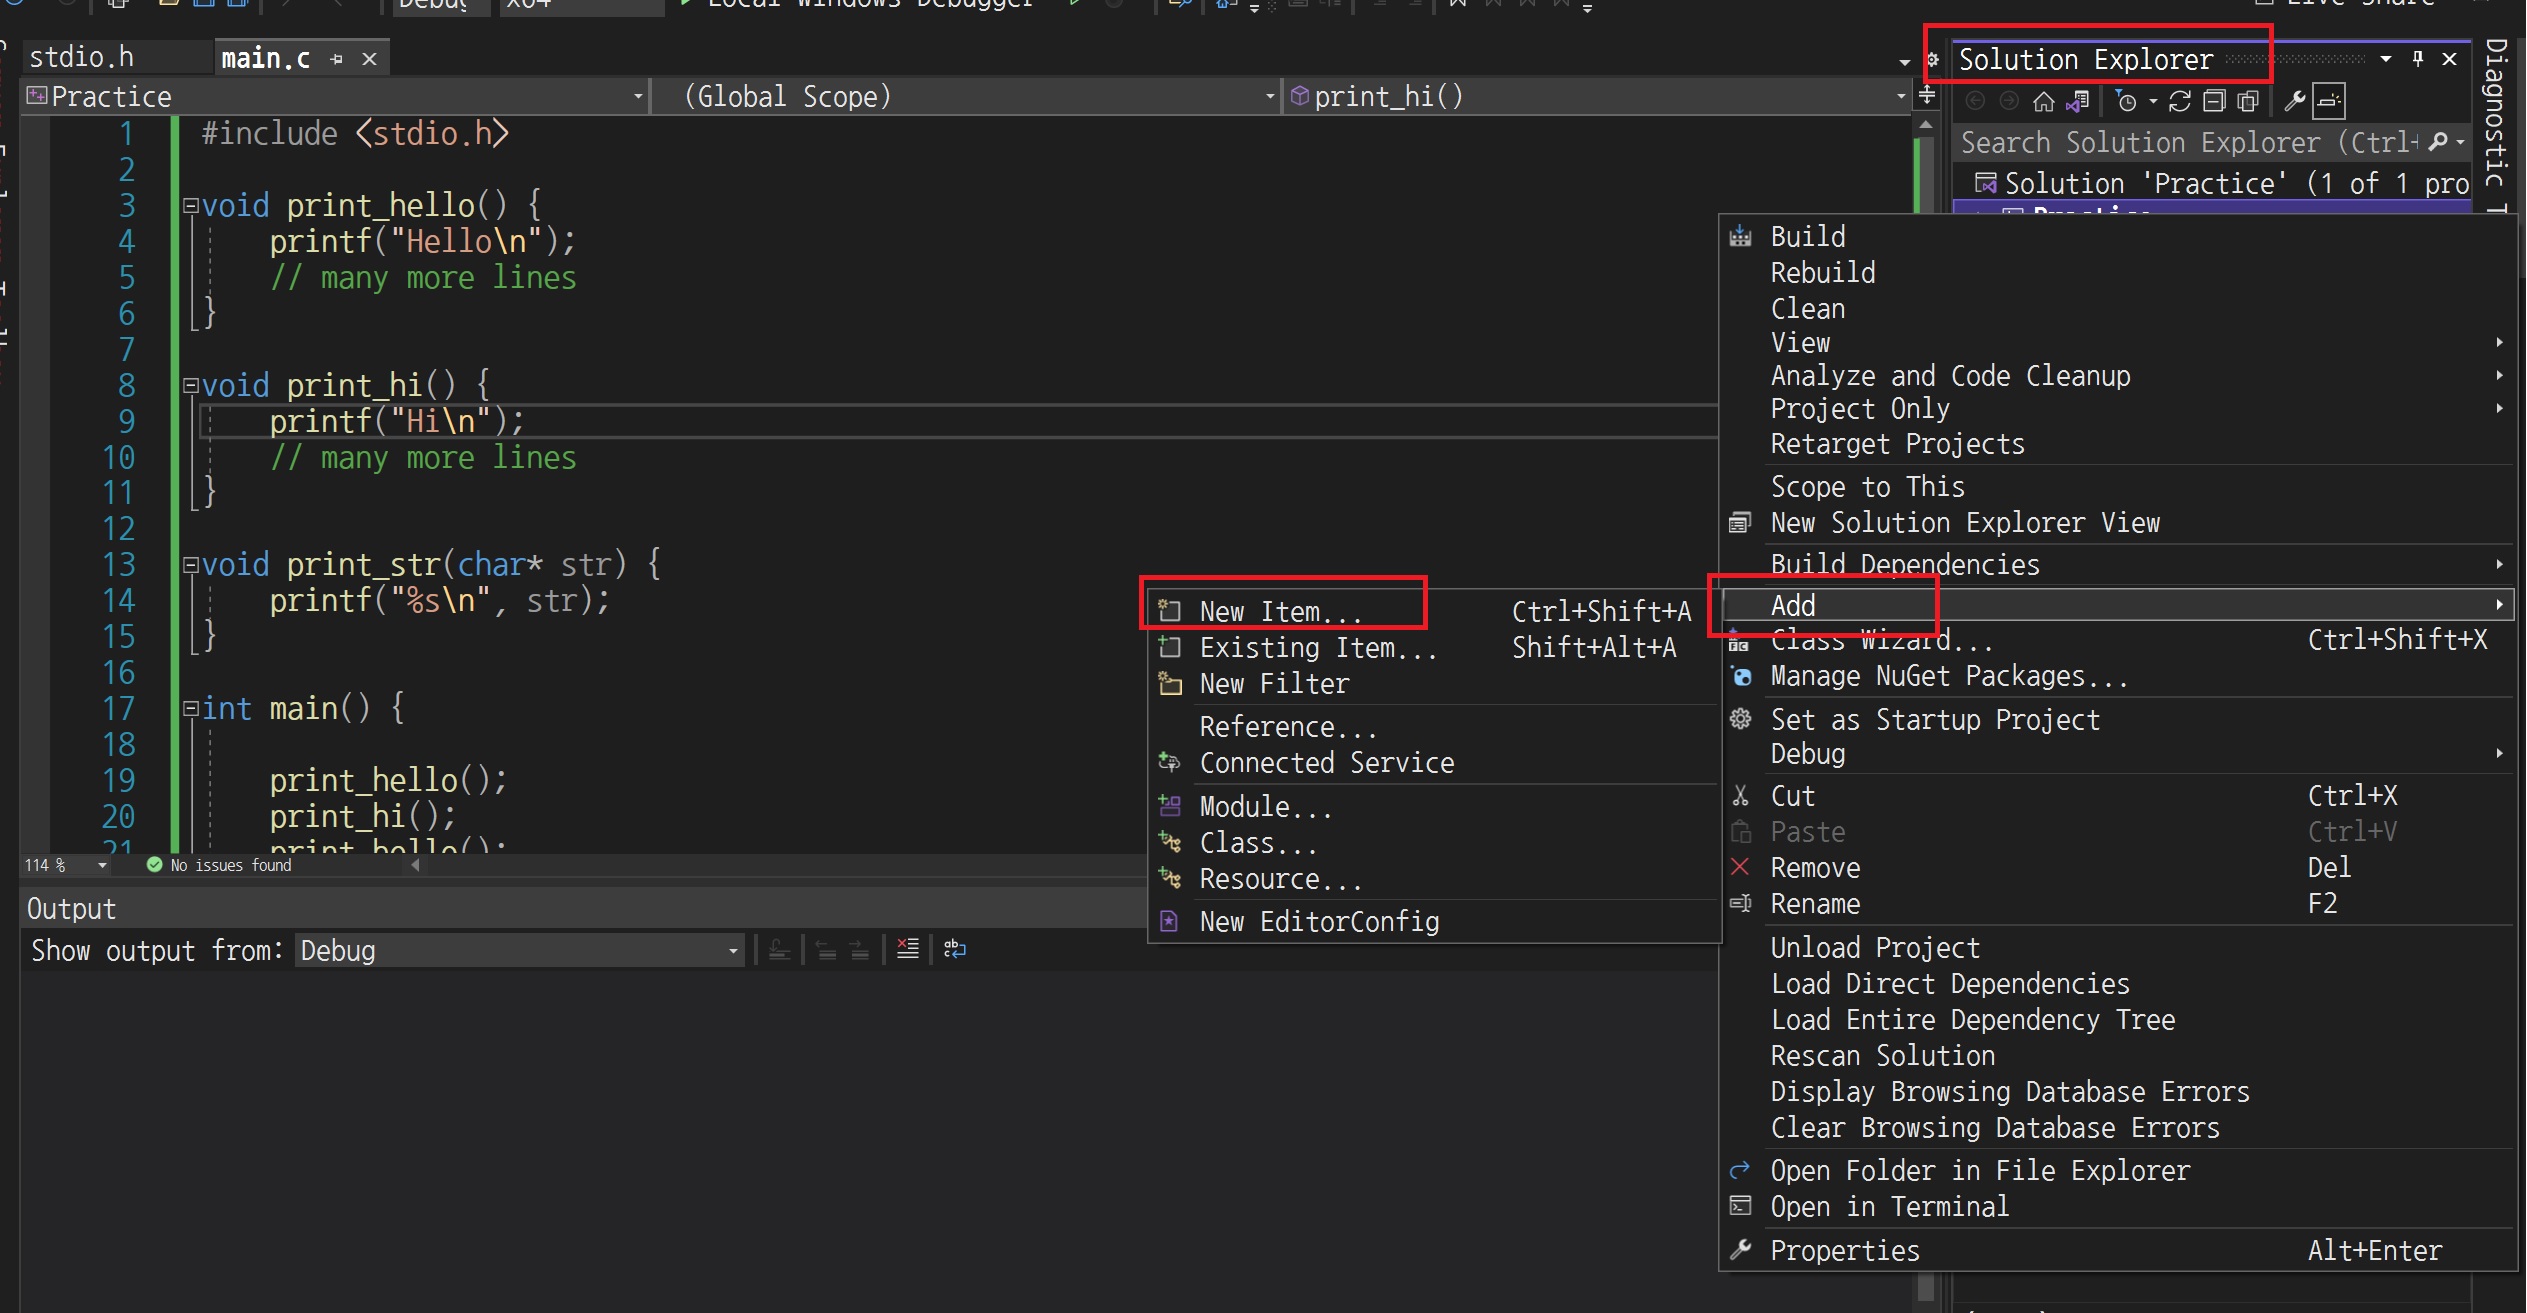 Local Windows Debugger
Live Share
stdio.h
main.c
Practice
(Global Scope)
print_hi()
1 #include <stdio.h>
2
3 void print_hello() {
4 printf("Hello\n");
5 // many more lines
6 }
7
8 void print_hi() {
9 printf("Hi\n");
10 // many more lines
11 }
12
13 void print_str(char* str) {
14 printf("%s\n", str);
15 }
16
17 int main() {
18
19 print_hello();
20 print_hi();
21 print_hello();
114 %
No issues found
Output
Show output from: Debug
Solution Explorer
Search Solution Explorer (Ctrl+
Solution 'Practice' (1 of 1 pro
Practice
Diagnostic T
Build
Rebuild
Clean
View
Analyze and Code Cleanup
Project Only
Retarget Projects
Scope to This
New Solution Explorer View
Build Dependencies
Add
Class Wizard... Ctrl+Shift+X
Manage NuGet Packages...
Set as Startup Project
Debug
Cut Ctrl+X
Paste Ctrl+V
Remove Del
Rename F2
Unload Project
Load Direct Dependencies
Load Entire Dependency Tree
Rescan Solution
Display Browsing Database Errors
Clear Browsing Database Errors
Open Folder in File Explorer
Open in Terminal
Properties Alt+Enter
New Item... Ctrl+Shift+A
Existing Item... Shift+Alt+A
New Filter
Reference...
Connected Service
Module...
Class...
Resource...
New EditorConfig